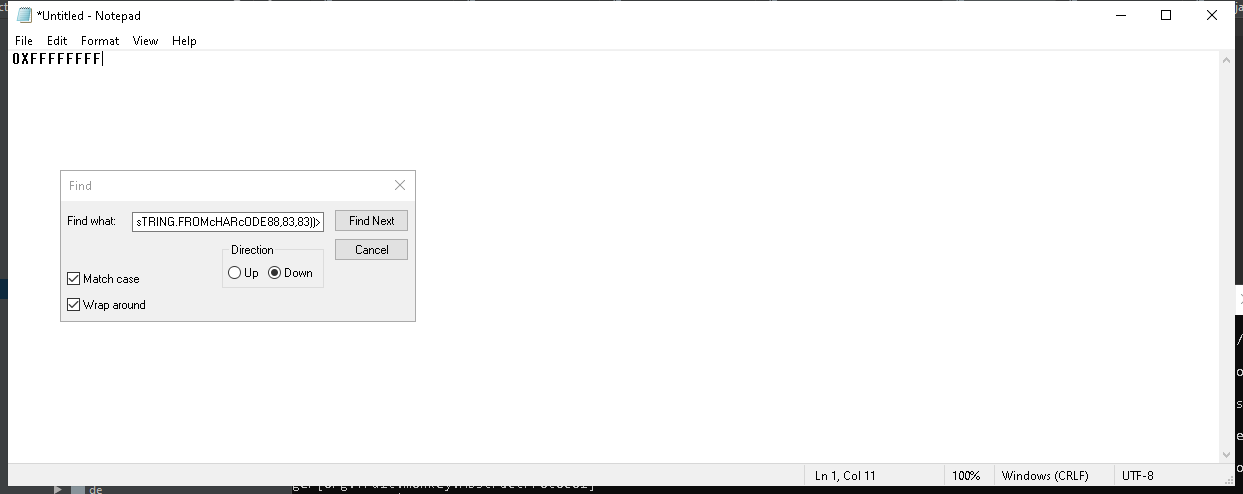 *Untitled - Notepad
File Edit Format View Help
0XFFFFFFFF
Find
Find what: sTRING.FROMcHARcODE88,83,83))> Find Next
Direction
Cancel
Up Down
Match case
Wrap around
Ln 1, Col 11 100% Windows (CRLF) UTF-8
de